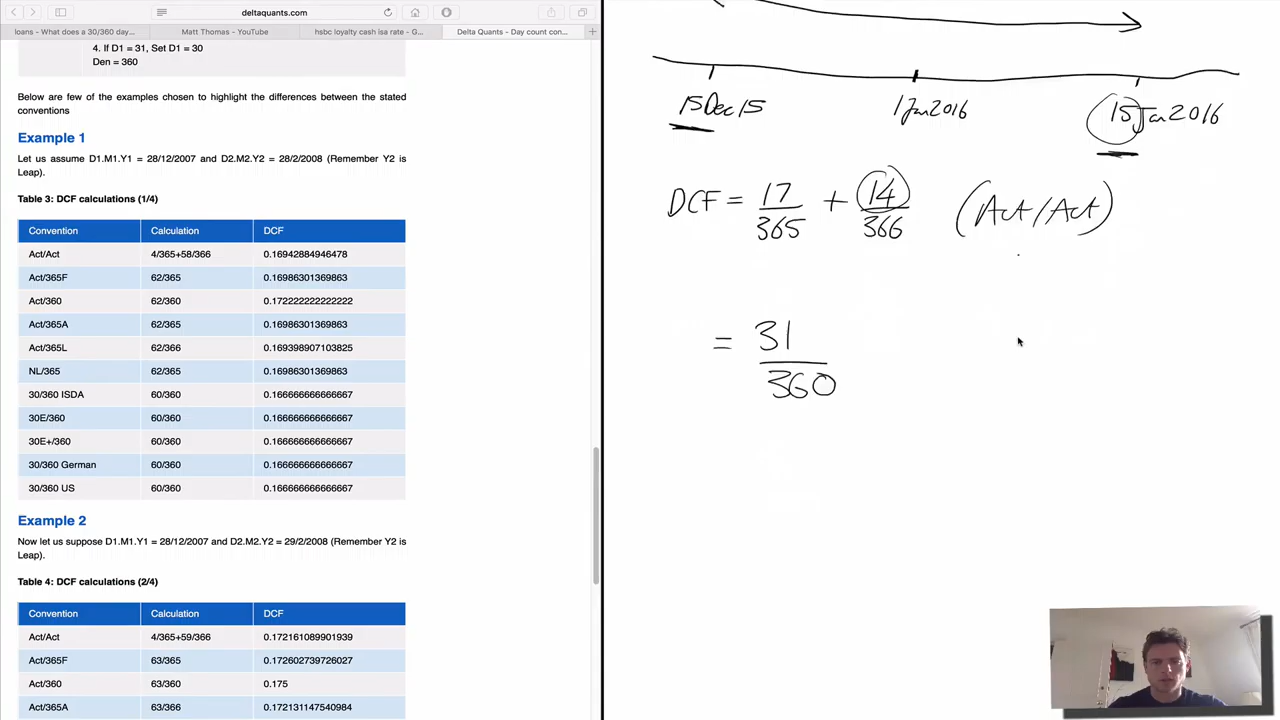 deltaquants.com
loans - What does a 30/360 day...
Matt Thomas - YouTube
hsbc loyalty cash isa rate - G...
Delta Quants - Day count con...
4. If D1 = 31, Set D1 = 30
Den = 360
Below are few of the examples chosen to highlight the differences between the stated
conventions
Example 1
Let us assume D1.M1.Y1 = 28/12/2007 and D2.M2.Y2 = 28/2/2008 (Remember Y2 is
Leap).
Table 3: DCF calculations (1/4)
Convention Calculation DCF
Act/Act 4/365+58/366 0.16942884946478
Act/365F 62/365 0.16986301369863
Act/360 62/360 0.172222222222222
Act/365A 62/365 0.16986301369863
Act/365L 62/366 0.169398907103825
NL/365 62/365 0.16986301369863
30/360 ISDA 60/360 0.166666666666667
30E/360 60/360 0.166666666666667
30E+/360 60/360 0.166666666666667
30/360 German 60/360 0.166666666666667
30/360 US 60/360 0.166666666666667
Example 2
Now let us suppose D1.M1.Y1 = 28/12/2007 and D2.M2.Y2 = 29/2/2008 (Remember Y2 is
Leap).
Table 4: DCF calculations (2/4)
Convention Calculation DCF
Act/Act 4/365+59/366 0.172161089901939
Act/365F 63/365 0.172602739726027
Act/360 63/360 0.175
Act/365A 63/366 0.172131147540984
15Dec15 1Jan2016 15Jan2016
DCF = 17/365 + 14/366 (Act/Act)
= 31/360